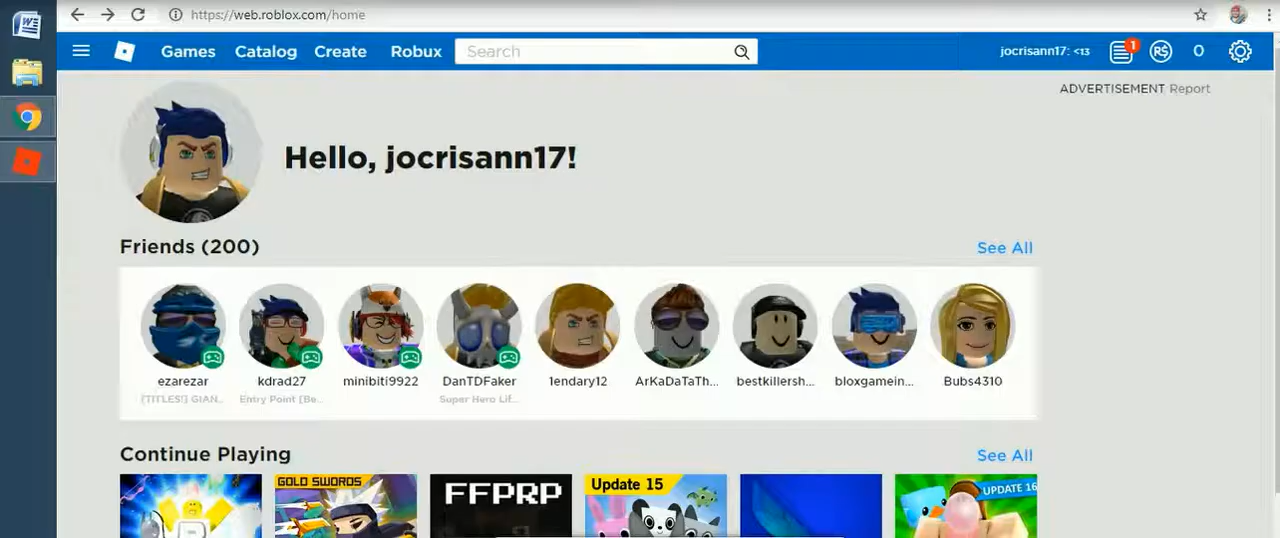 https://web.roblox.com/home
Games Catalog Create Robux Search jocrisann17: <13 1 R$ 0
ADVERTISEMENT Report
Hello, jocrisann17!
Friends (200) See All
ezarezar kdrad27 minibiti9922 DanTDFaker 1endary12 ArKaDaTaTh... bestkillersh... bloxgamein... Bubs4310
[TITLES!] GIAN... Entry Point [Be... Super Hero Lif...
Continue Playing See All
GOLD SWORDS FFPRP Update 15 UPDATE 16